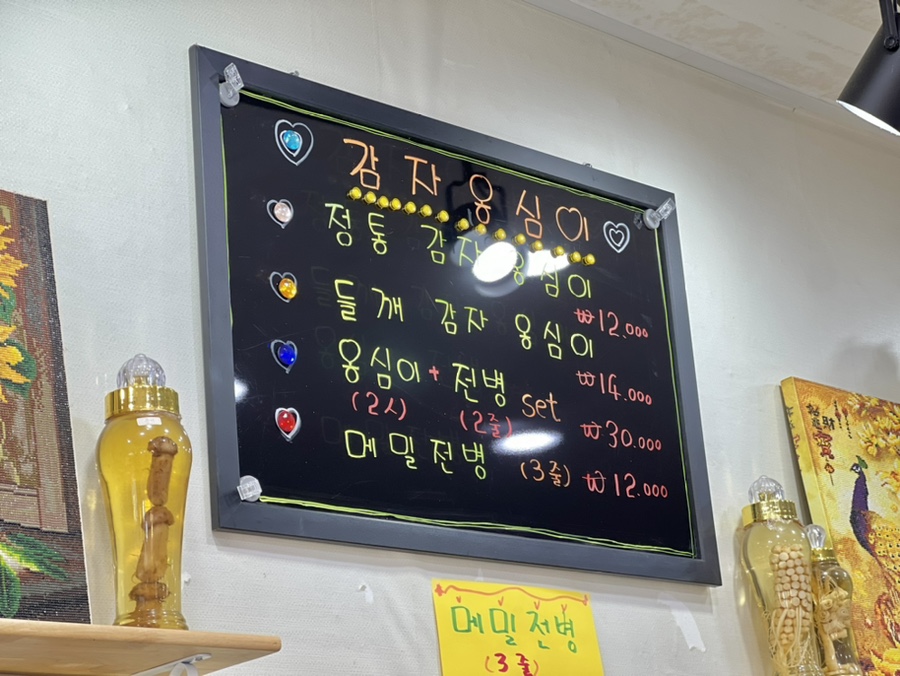 감자옹심이
정통 감자 옹심이 ₩12.000
들깨 감자 옹심이 ₩14.000
옹심이+전병 set ₩30.000
(2시) (2줄)
메밀전병 (3줄) ₩12.000
메밀전병
(3줄)